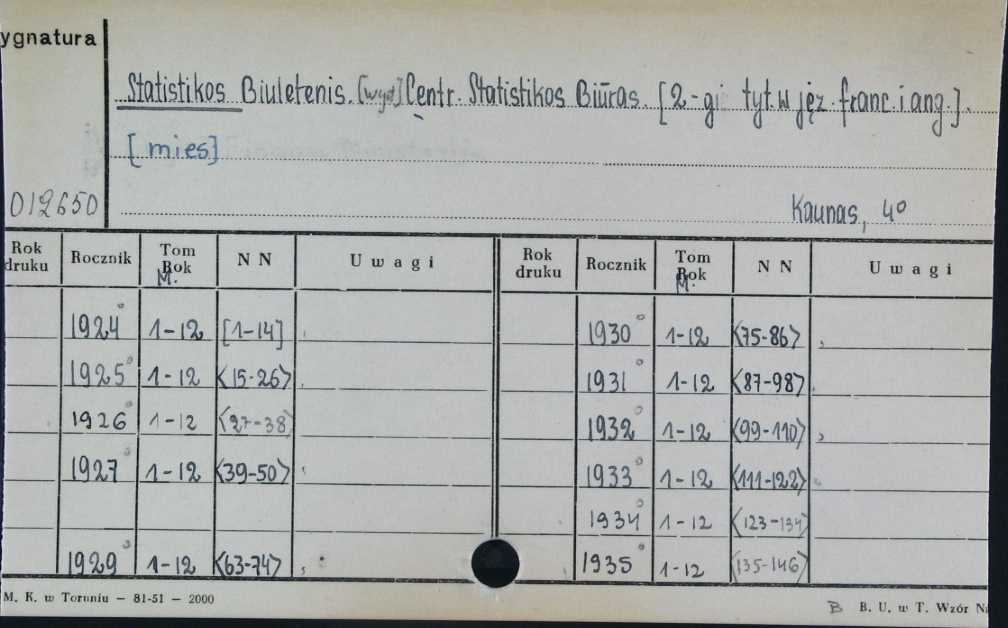 ygnatura
Statistikos Biuletenis. [wyd] Centr. Statistikos Biūras. [2-gi tyt. w jęz. franc. i ang.].
[mies]
012650
Kaunas, 4°
Rok druku Rocznik Tom Rok M. N N Uwagi Rok druku Rocznik Tom Rok M. N N Uwagi
1924° 1-12 [1-14] 1930° 1-12 <75-86>
1925° 1-12 <15-26> 1931° 1-12 <87-98>
1926° 1-12 <27-38> 1932° 1-12 <99-110>
1927° 1-12 <39-50> 1933° 1-12 <111-122>
1934° 1-12 <123-134>
1929° 1-12 <63-74> 1935° 1-12 <135-146>
M. K. w Toruniu — 81-51 — 2000
B B. U. w T. Wzór